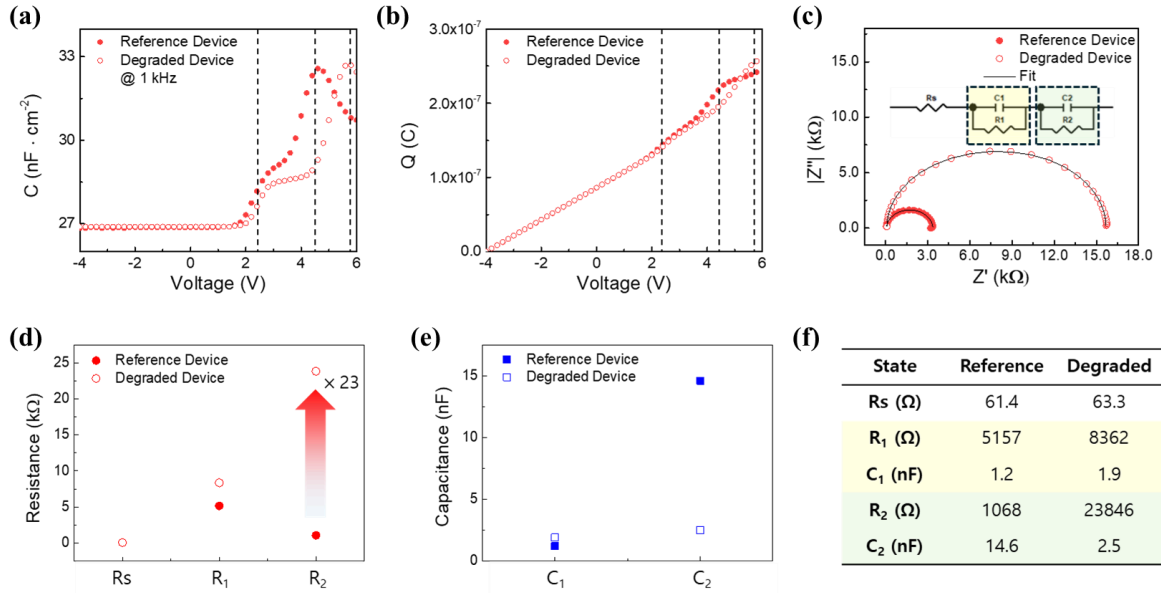 (a)
33
30
27
C (nF · cm⁻²)
Reference Device
Degraded Device
@ 1 kHz
-4 -2 0 2 4 6
Voltage (V)
(b)
3.0x10⁻⁷
2.0x10⁻⁷
1.0x10⁻⁷
0.0
Q (C)
Reference Device
Degraded Device
-4 -2 0 2 4 6
Voltage (V)
(c)
15.0
10.0
5.0
0.0
|Z"| (kΩ)
Reference Device
Degraded Device
Fit
Rs C1 C2
R1 R2
0.0 3.0 6.0 9.0 12.0 15.0 18.0
Z' (kΩ)
(d)
25
20
15
10
5
0
Resistance (kΩ)
Reference Device
Degraded Device
× 23
Rs R₁ R₂
(e)
15
10
5
0
Capacitance (nF)
Reference Device
Degraded Device
C₁ C₂
(f)
State Reference Degraded
Rs (Ω) 61.4 63.3
R₁ (Ω) 5157 8362
C₁ (nF) 1.2 1.9
R₂ (Ω) 1068 23846
C₂ (nF) 14.6 2.5